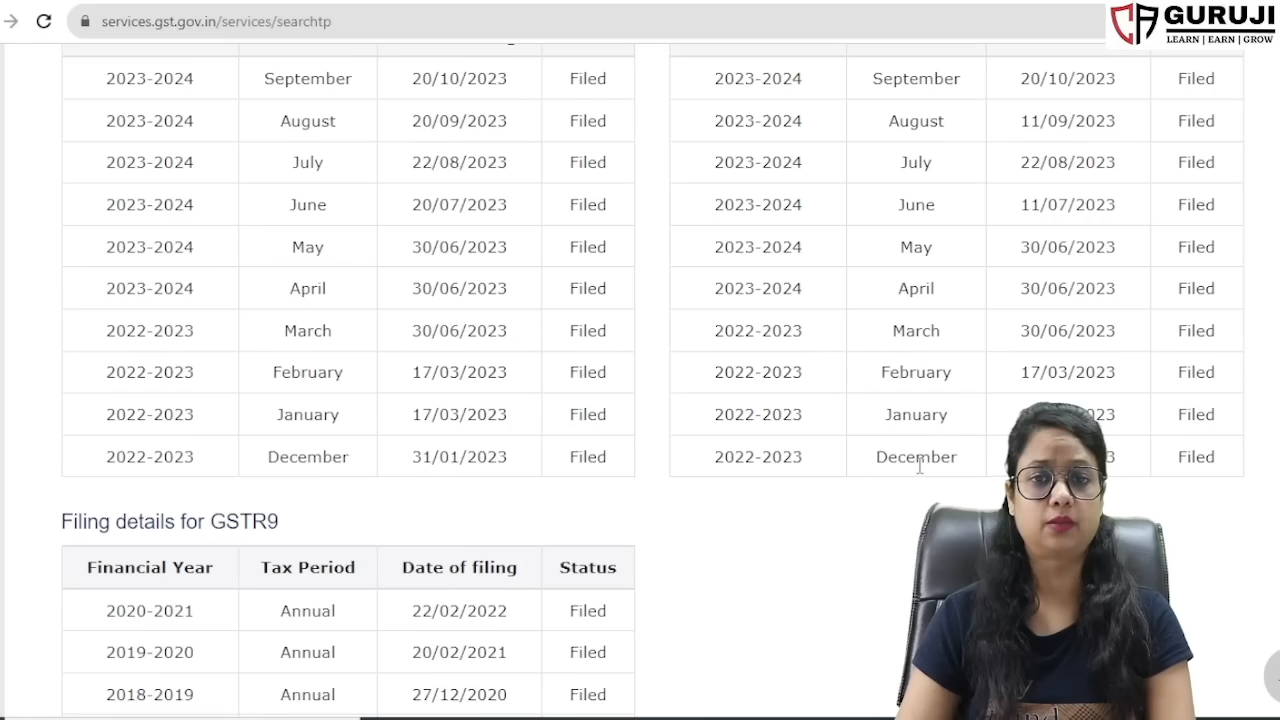 services.gst.gov.in/services/searchtp
CA GURUJI
LEARN | EARN | GROW
2023-2024 September 20/10/2023 Filed 2023-2024 September 20/10/2023 Filed
2023-2024 August 20/09/2023 Filed 2023-2024 August 11/09/2023 Filed
2023-2024 July 22/08/2023 Filed 2023-2024 July 22/08/2023 Filed
2023-2024 June 20/07/2023 Filed 2023-2024 June 11/07/2023 Filed
2023-2024 May 30/06/2023 Filed 2023-2024 May 30/06/2023 Filed
2023-2024 April 30/06/2023 Filed 2023-2024 April 30/06/2023 Filed
2022-2023 March 30/06/2023 Filed 2022-2023 March 30/06/2023 Filed
2022-2023 February 17/03/2023 Filed 2022-2023 February 17/03/2023 Filed
2022-2023 January 17/03/2023 Filed 2022-2023 January Filed
2022-2023 December 31/01/2023 Filed 2022-2023 December Filed
Filing details for GSTR9
Financial Year Tax Period Date of filing Status
2020-2021 Annual 22/02/2022 Filed
2019-2020 Annual 20/02/2021 Filed
2018-2019 Annual 27/12/2020 Filed